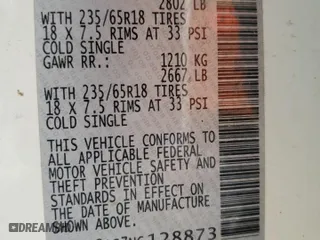 2802 LB
WITH 235/65R18 TIRES
18 X 7.5 RIMS AT 33 PSI
COLD SINGLE
GAWR RR.: 1210 KG
2667 LB
WITH 235/65R18 TIRES
18 X 7.5 RIMS AT 33 PSI
COLD SINGLE
THIS VEHICLE CONFORMS TO
ALL APPLICABLE FEDERAL
MOTOR VEHICLE SAFETY AND
THEFT PREVENTION
STANDARDS IN EFFECT ON
THE DATE OF MANUFACTURE
SHOWN ABOVE.
128873
DREAMSHO